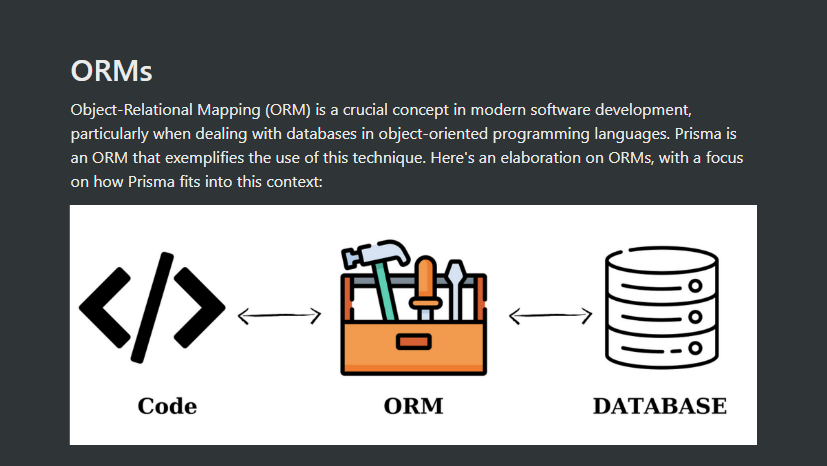 ORMs
Object-Relational Mapping (ORM) is a crucial concept in modern software development,
particularly when dealing with databases in object-oriented programming languages. Prisma is
an ORM that exemplifies the use of this technique. Here's an elaboration on ORMs, with a focus
on how Prisma fits into this context:
Code
ORM
DATABASE